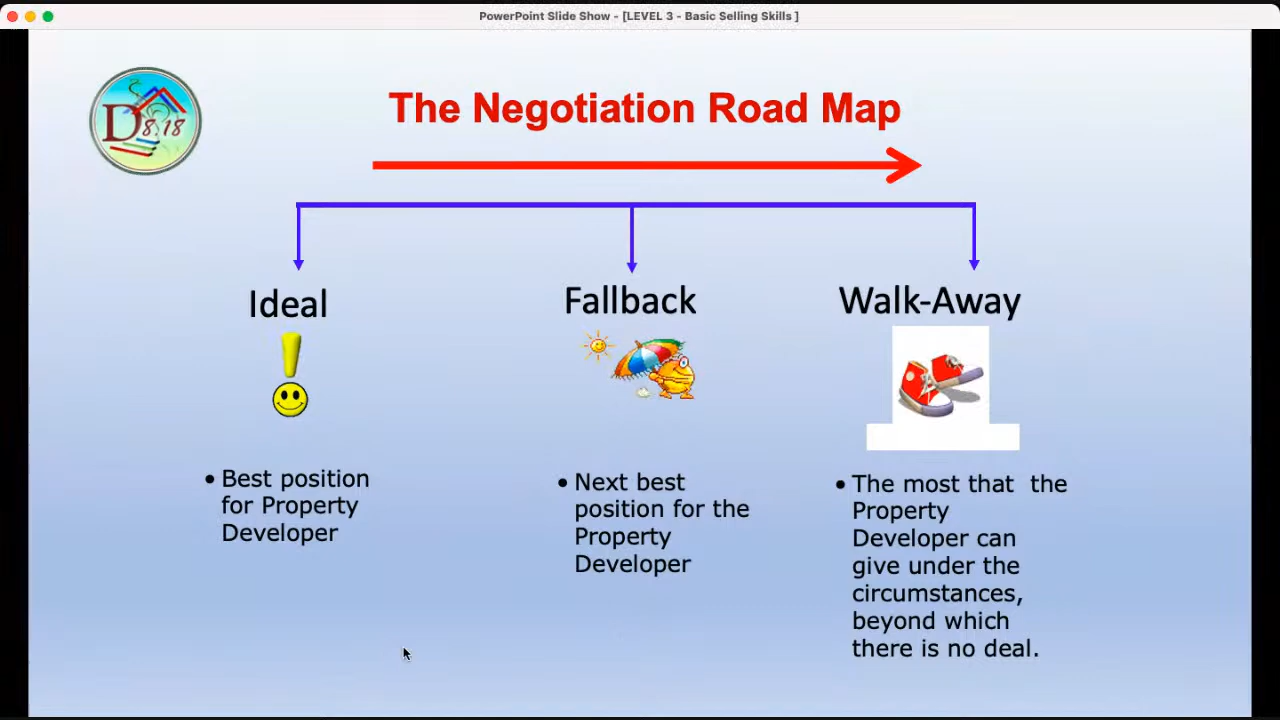 PowerPoint Slide Show - [LEVEL 3 - Basic Selling Skills ]
D8:18
The Negotiation Road Map
Ideal
Fallback
Walk-Away
• Best position
for Property
Developer
• Next best
position for the
Property
Developer
• The most that the
Property
Developer can
give under the
circumstances,
beyond which
there is no deal.